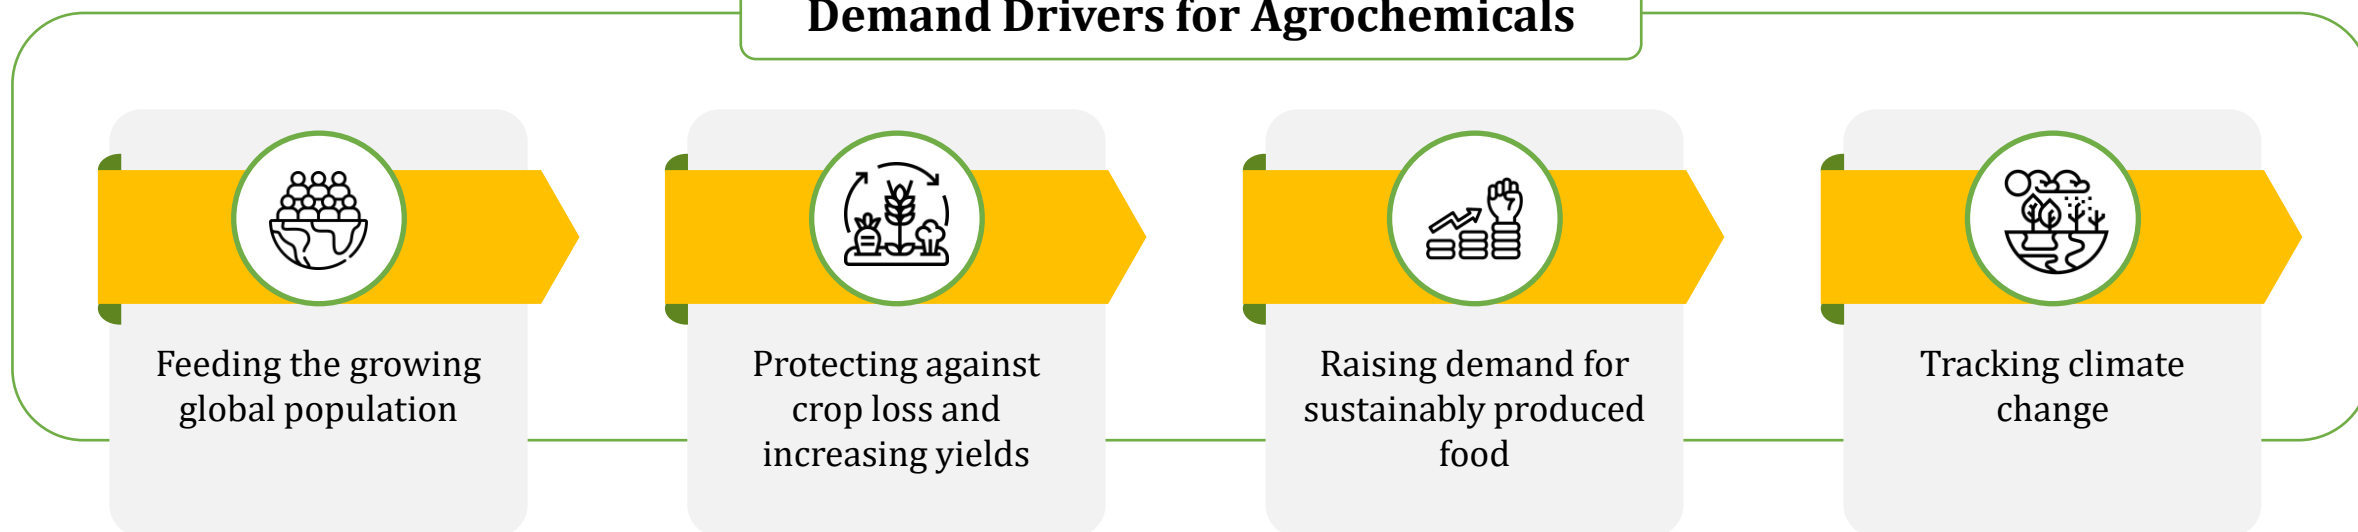 Demand Drivers for Agrochemicals
Feeding the growing
global population
Protecting against
crop loss and
increasing yields
Raising demand for
sustainably produced
food
Tracking climate
change